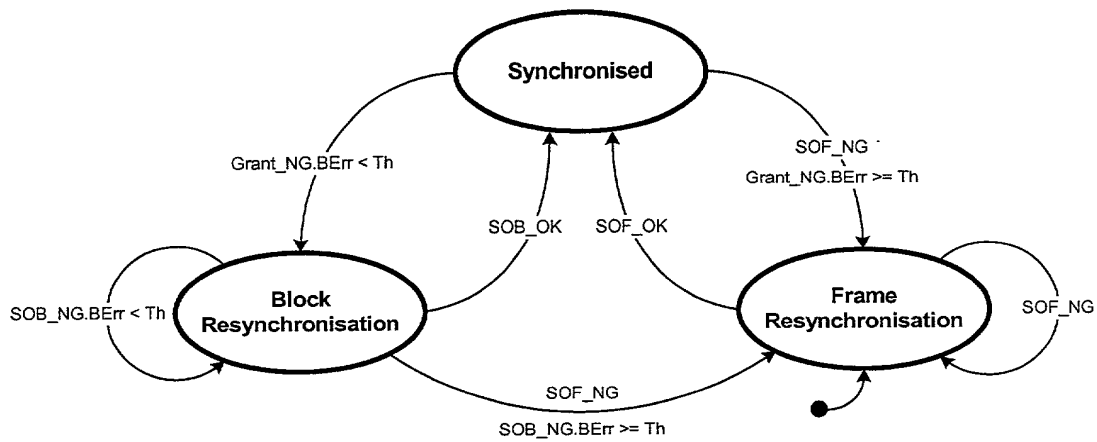 Synchronised
Grant_NG.BErr < Th
SOF_NG
Grant_NG.BErr >= Th
SOB_OK
SOF_OK
SOB_NG.BErr < Th
Block
Resynchronisation
Frame
Resynchronisation
SOF_NG
SOF_NG
SOB_NG.BErr >= Th